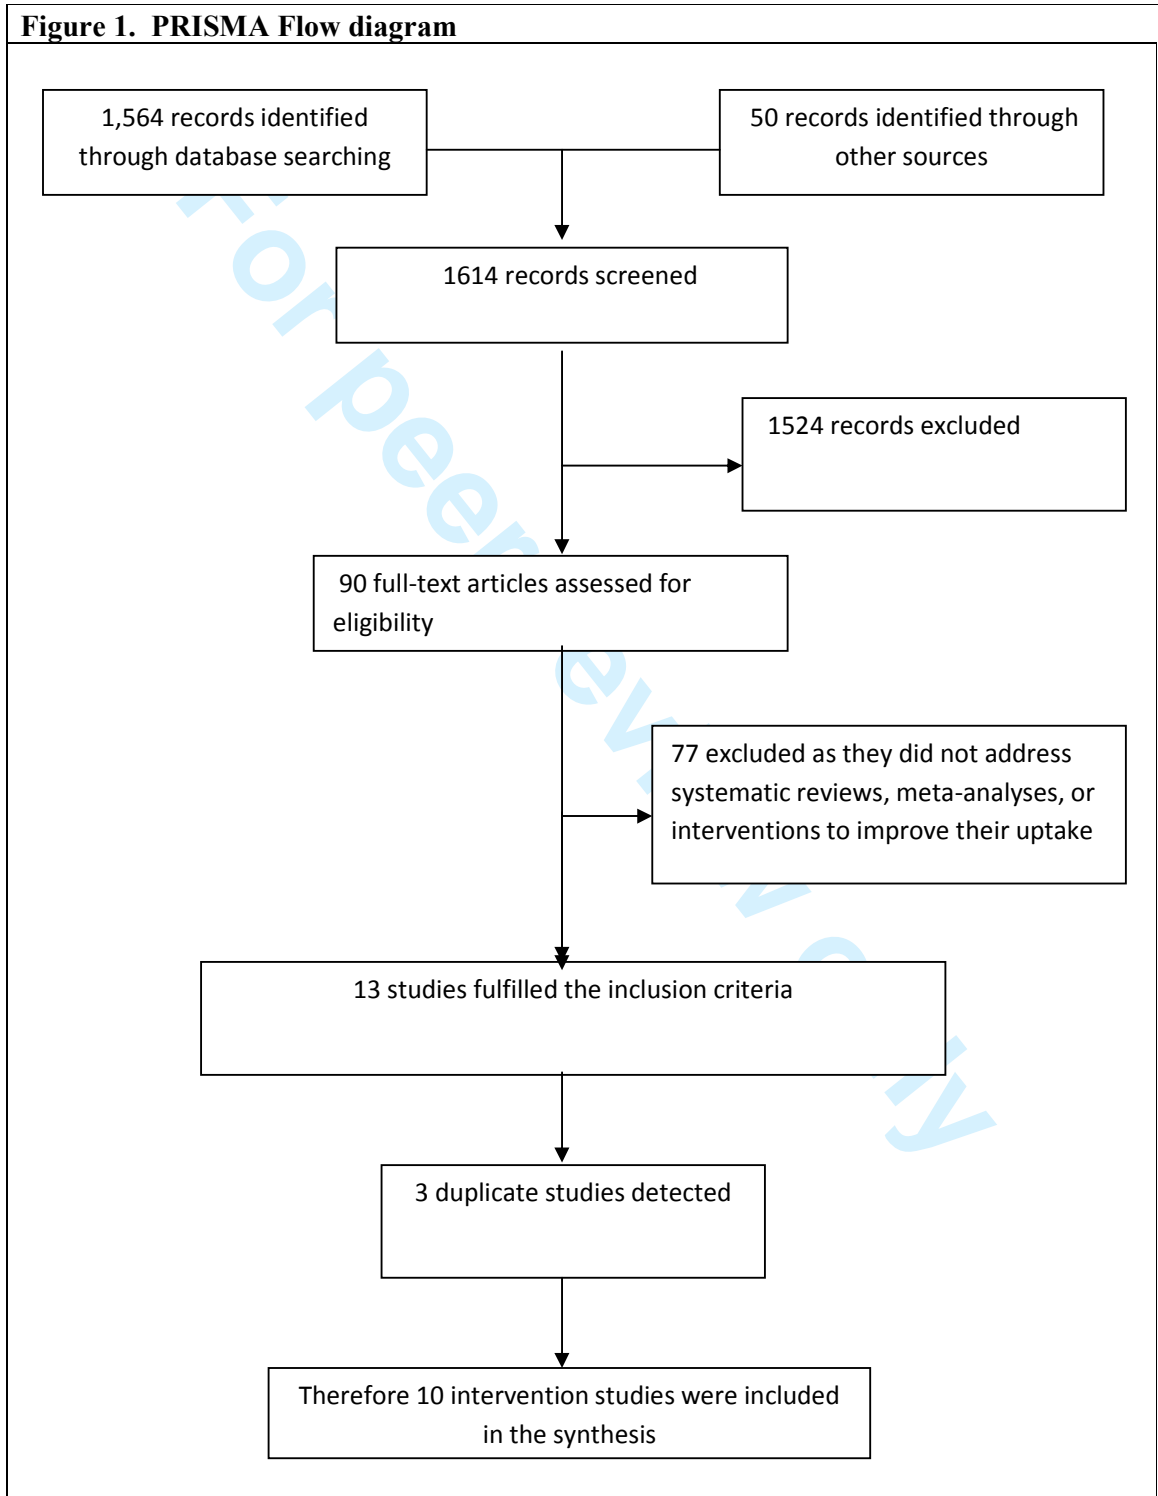 Figure 1. PRISMA Flow diagram
1,564 records identified
through database searching
50 records identified through
other sources
1614 records screened
1524 records excluded
90 full-text articles assessed for
eligibility
77 excluded as they did not address
systematic reviews, meta-analyses, or
interventions to improve their uptake
13 studies fulfilled the inclusion criteria
3 duplicate studies detected
Therefore 10 intervention studies were included
in the synthesis
For peer review only